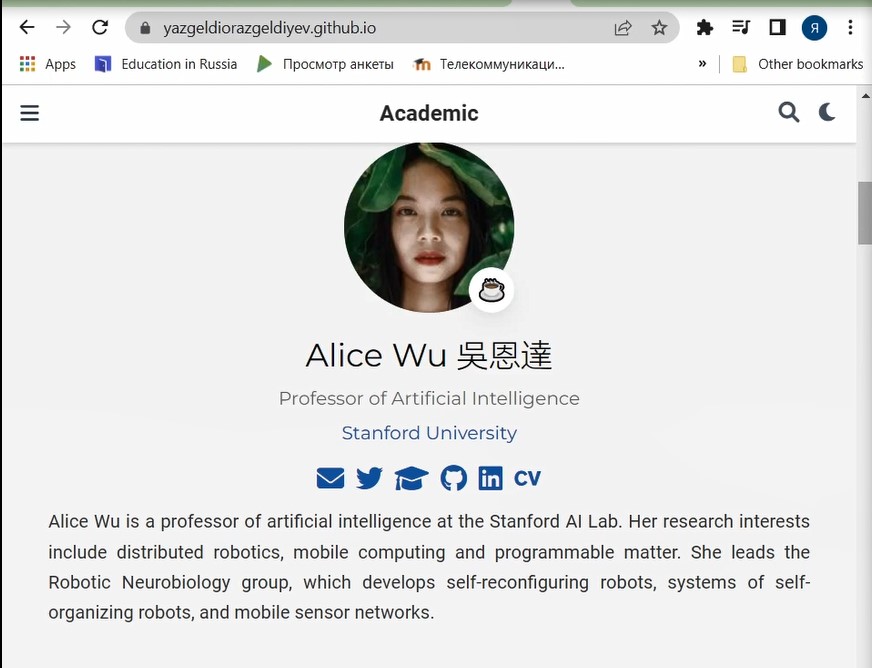 yazgeldiorazgeldiyev.github.io
Я
Apps
Education in Russia
Просмотр анкеты
Телекоммуникаци...
»
Other bookmarks
Academic
Alice Wu 吳恩達
Professor of Artificial Intelligence
Stanford University
CV
Alice Wu is a professor of artificial intelligence at the Stanford AI Lab. Her research interests
include distributed robotics, mobile computing and programmable matter. She leads the
Robotic Neurobiology group, which develops self-reconfiguring robots, systems of self-
organizing robots, and mobile sensor networks.